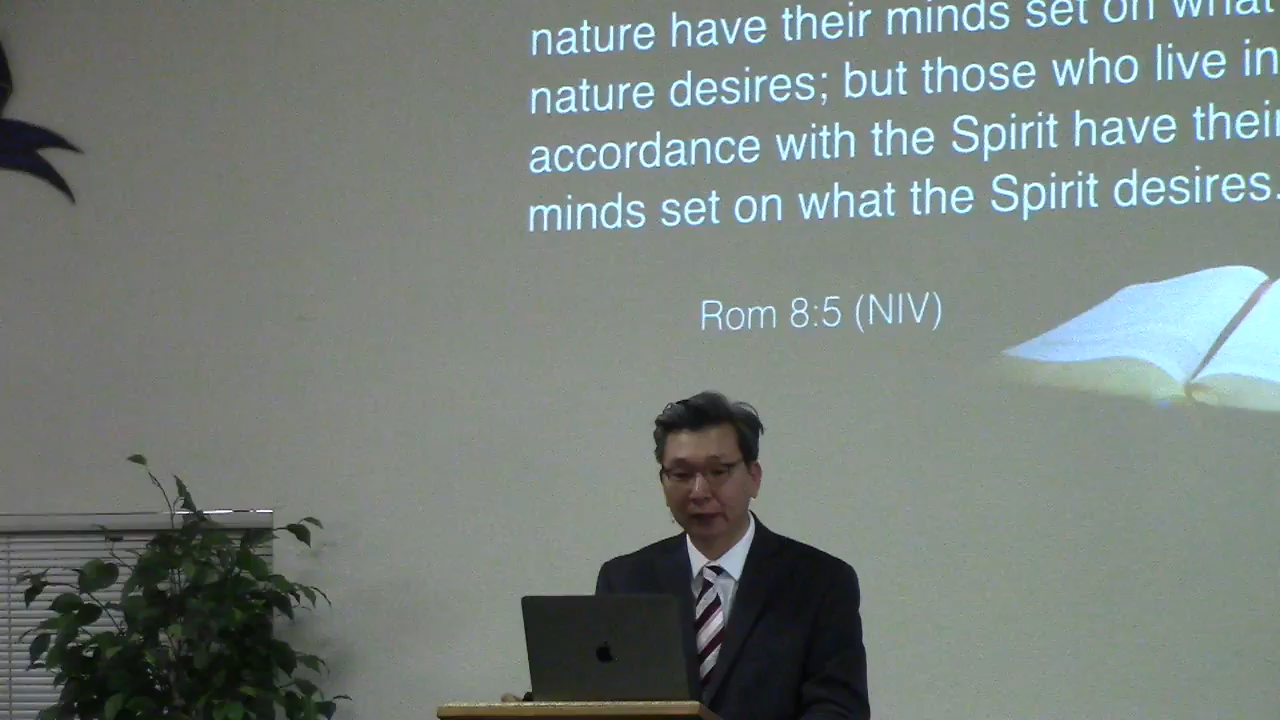 nature have their minds set on what
nature desires; but those who live in
accordance with the Spirit have their
minds set on what the Spirit desires.
Rom 8:5 (NIV)